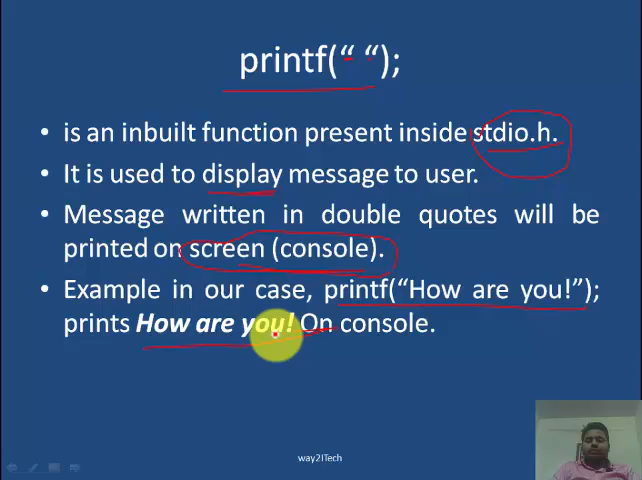 printf(“ “);
• is an inbuilt function present inside stdio.h.
• It is used to display message to user.
• Message written in double quotes will be
printed on screen (console).
• Example in our case, printf(“How are you!”);
prints How are you! On console.
way2ITech